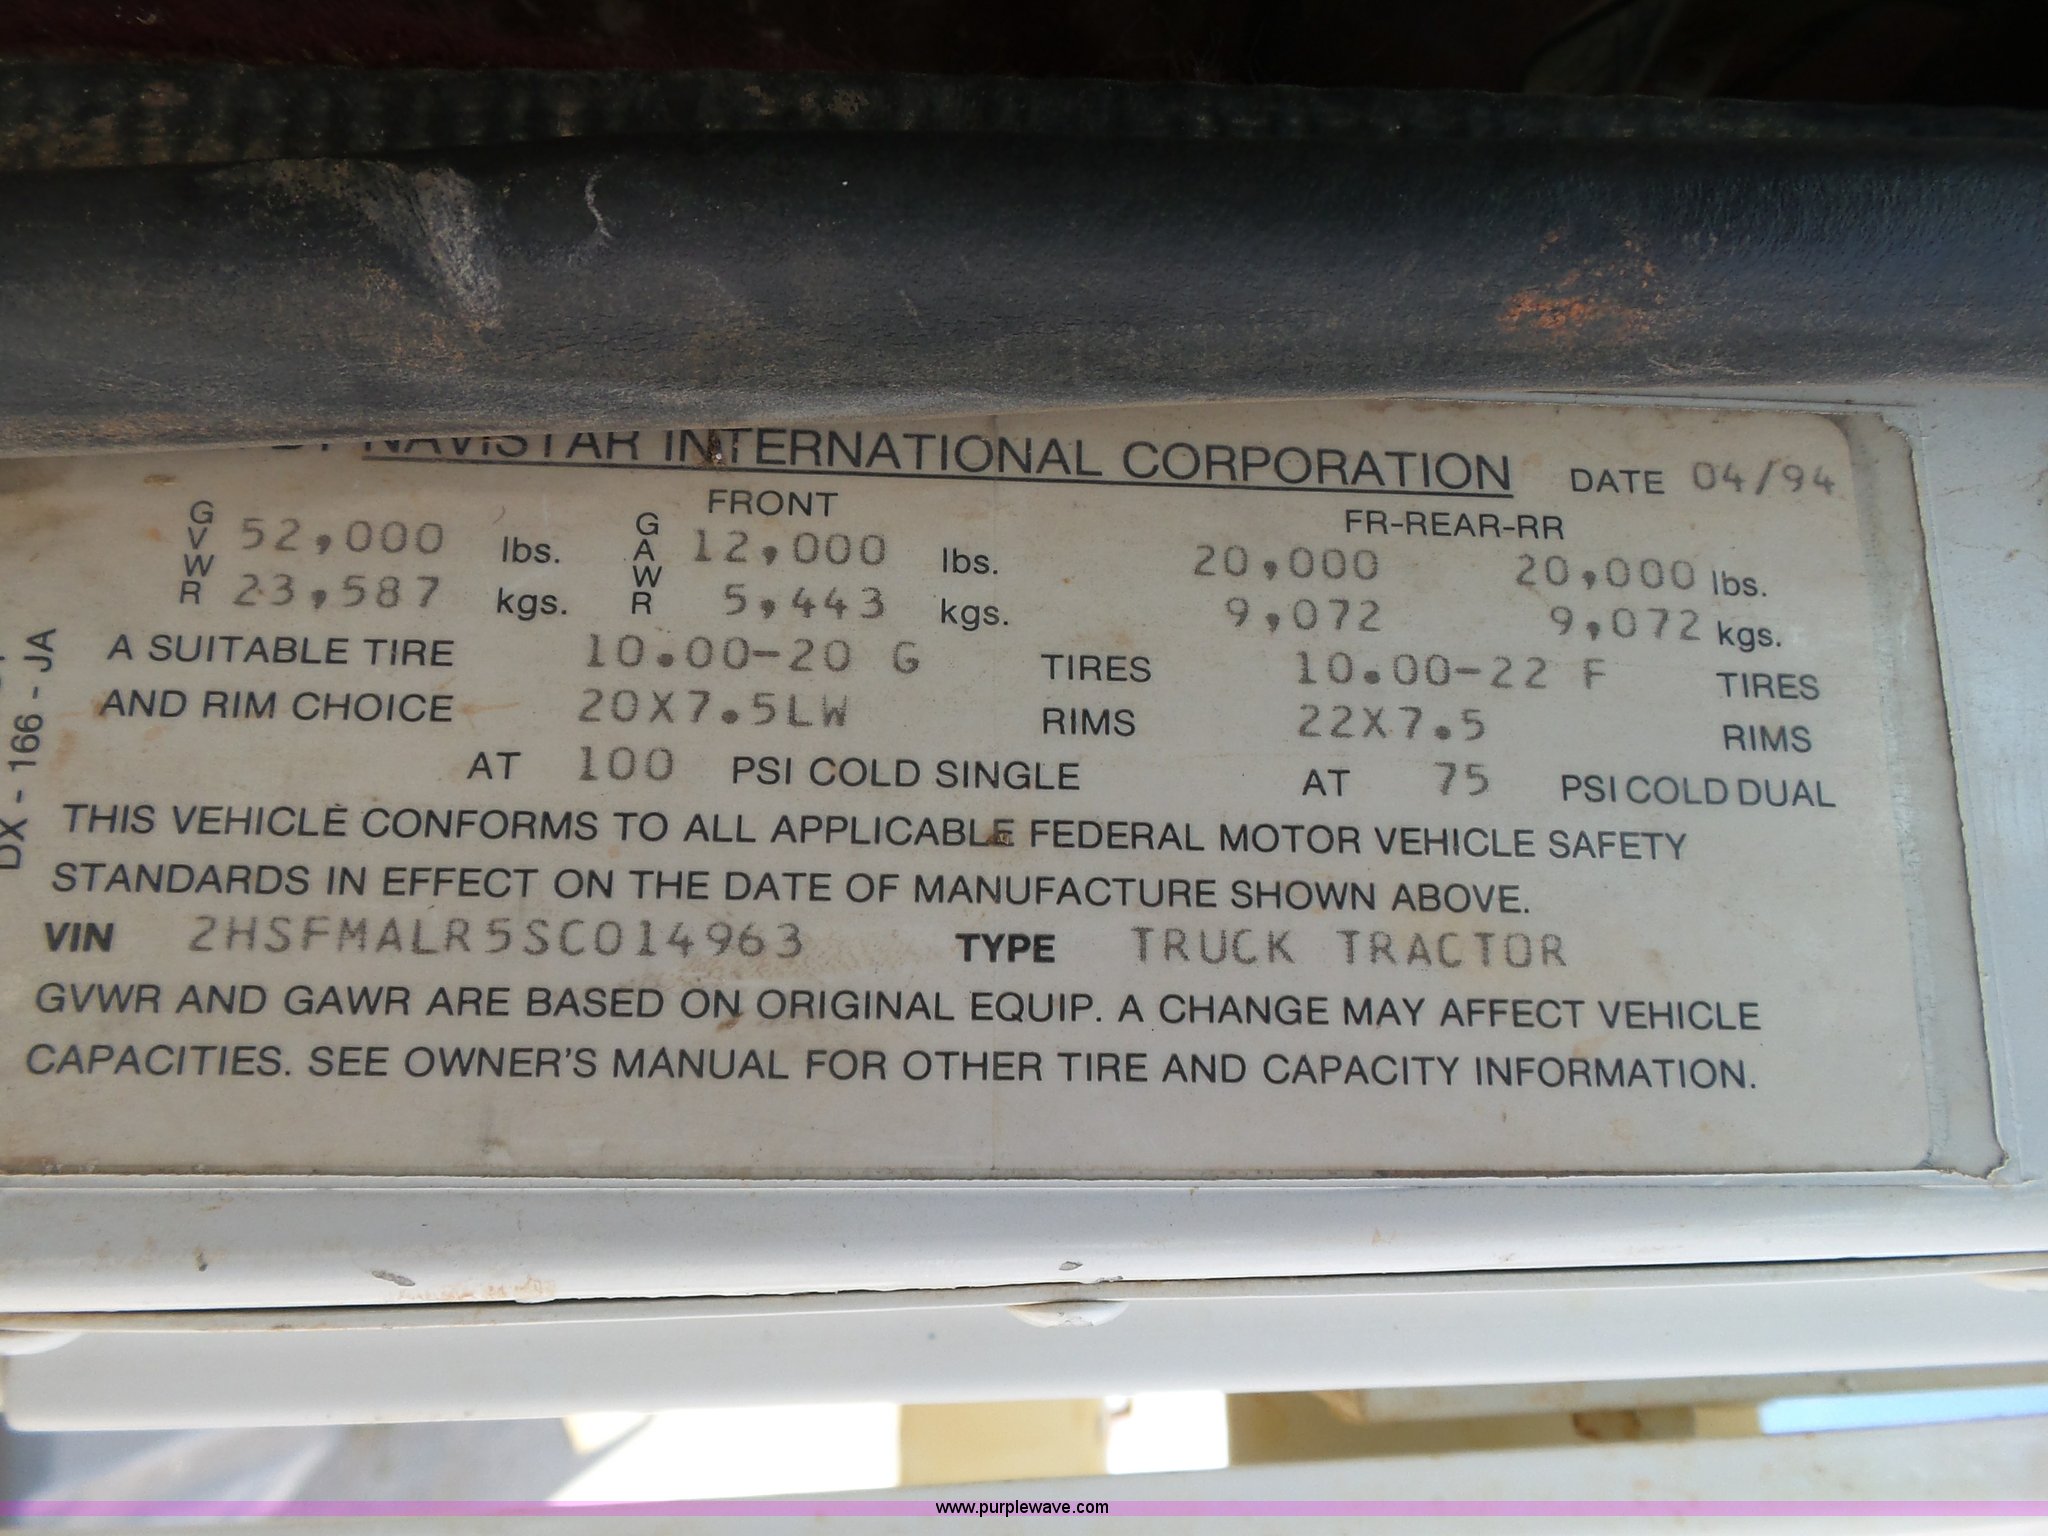 BY NAVISTAR INTERNATIONAL CORPORATION DATE 04/94
FRONT FR-REAR-RR
GVWR 52,000 lbs. GAWR 12,000 lbs. 20,000 20,000 lbs.
23,587 kgs. 5,443 kgs. 9,072 9,072 kgs.
A SUITABLE TIRE 10.00-20 G TIRES 10.00-22 F TIRES
AND RIM CHOICE 20X7.5LW RIMS 22X7.5 RIMS
AT 100 PSI COLD SINGLE AT 75 PSI COLD DUAL
THIS VEHICLE CONFORMS TO ALL APPLICABLE FEDERAL MOTOR VEHICLE SAFETY
STANDARDS IN EFFECT ON THE DATE OF MANUFACTURE SHOWN ABOVE.
VIN 2HSFMALR5SC014963 TYPE TRUCK TRACTOR
GVWR AND GAWR ARE BASED ON ORIGINAL EQUIP. A CHANGE MAY AFFECT VEHICLE
CAPACITIES. SEE OWNER'S MANUAL FOR OTHER TIRE AND CAPACITY INFORMATION.
DX - 166 - JA
www.purplewave.com